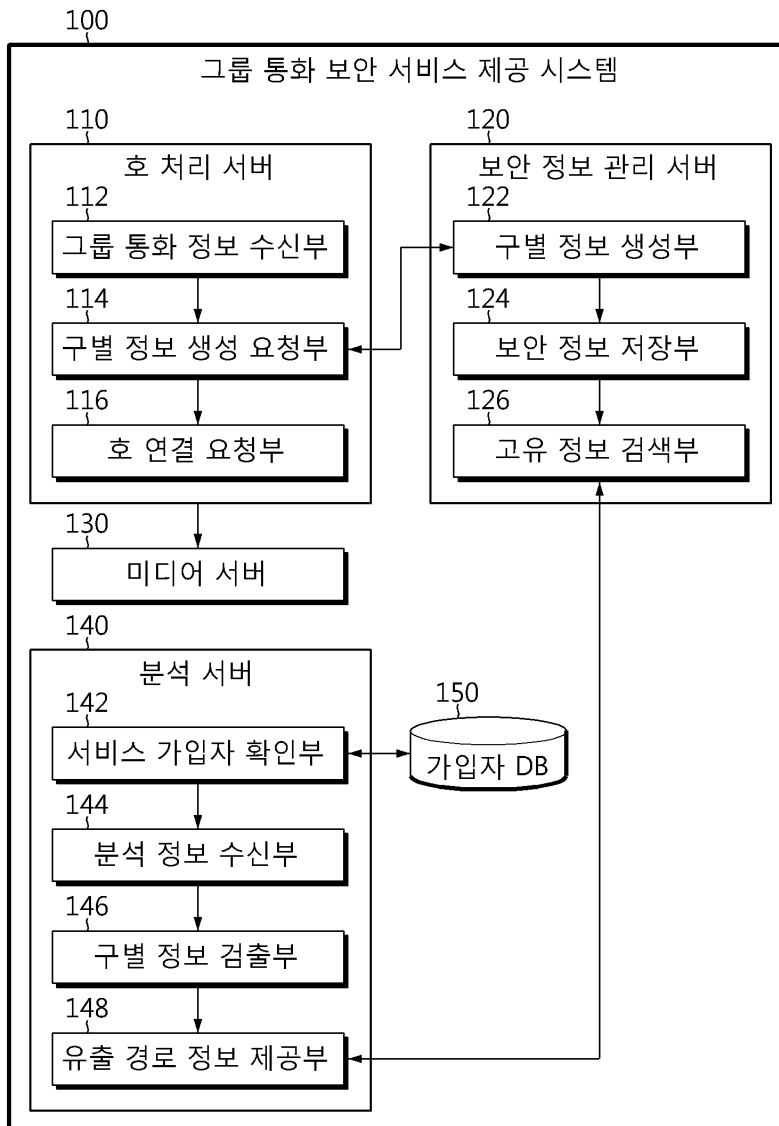 100
그룹 통화 보안 서비스 제공 시스템
110
호 처리 서버
112
그룹 통화 정보 수신부
114
구별 정보 생성 요청부
116
호 연결 요청부
120
보안 정보 관리 서버
122
구별 정보 생성부
124
보안 정보 저장부
126
고유 정보 검색부
130
미디어 서버
140
분석 서버
142
서비스 가입자 확인부
150
가입자 DB
144
분석 정보 수신부
146
구별 정보 검출부
148
유출 경로 정보 제공부